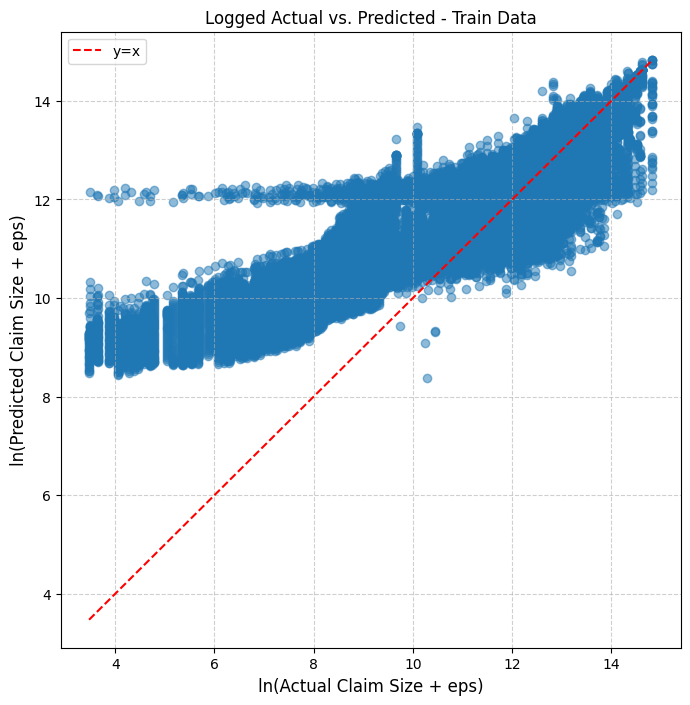 Logged Actual vs. Predicted - Train Data
y=x
ln(Predicted Claim Size + eps)
14
12
10
8
6
4
4 6 8 10 12 14
ln(Actual Claim Size + eps)